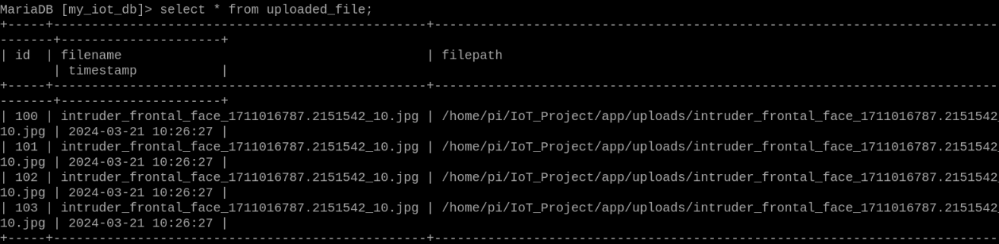 MariaDB [my_iot_db]> select * from uploaded_file;
+-----+------------------------------------------------+--------------------------------------------------------------------------
-------+---------------------+
| id  | filename                                       | filepath
       | timestamp           |
+-----+------------------------------------------------+--------------------------------------------------------------------------
-------+---------------------+
| 100 | intruder_frontal_face_1711016787.2151542_10.jpg | /home/pi/IoT_Project/app/uploads/intruder_frontal_face_1711016787.2151542_
10.jpg | 2024-03-21 10:26:27 |
| 101 | intruder_frontal_face_1711016787.2151542_10.jpg | /home/pi/IoT_Project/app/uploads/intruder_frontal_face_1711016787.2151542_
10.jpg | 2024-03-21 10:26:27 |
| 102 | intruder_frontal_face_1711016787.2151542_10.jpg | /home/pi/IoT_Project/app/uploads/intruder_frontal_face_1711016787.2151542_
10.jpg | 2024-03-21 10:26:27 |
| 103 | intruder_frontal_face_1711016787.2151542_10.jpg | /home/pi/IoT_Project/app/uploads/intruder_frontal_face_1711016787.2151542_
10.jpg | 2024-03-21 10:26:27 |
+-----+------------------------------------------------+--------------------------------------------------------------------------